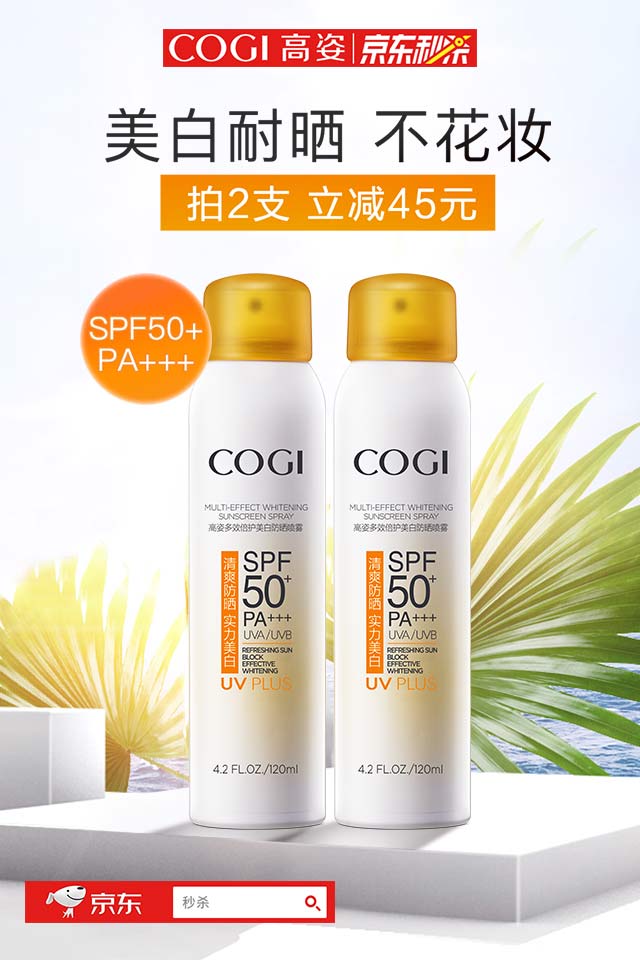 COGI 高姿 京东秒杀
美白耐晒 不花妆
拍2支 立减45元
SPF50+
PA+++
COGI
MULTI-EFFECT WHITENING
SUNSCREEN SPRAY
高姿多效倍护美白防晒喷雾
清爽防晒 实力美白
SPF
50+
PA+++
UVA/UVB
REFRESHING SUN
BLOCK
EFFECTIVE
WHITENING
UV PLUS
4.2 FL.OZ./120ml
COGI
MULTI-EFFECT WHITENING
SUNSCREEN SPRAY
高姿多效倍护美白防晒喷雾
清爽防晒 实力美白
SPF
50+
PA+++
UVA/UVB
REFRESHING SUN
BLOCK
EFFECTIVE
WHITENING
UV PLUS
4.2 FL.OZ./120ml
京东 秒杀